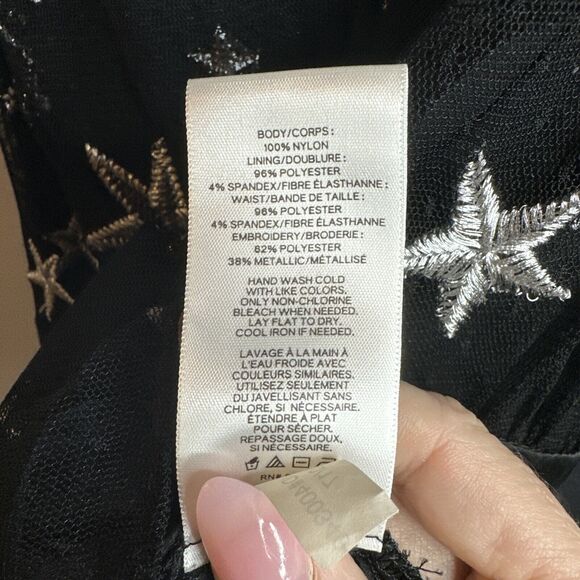 BODY/CORPS:
100% NYLON
LINING/DOUBLURE:
96% POLYESTER
4% SPANDEX/FIBRE ÉLASTHANNE:
WAIST/BANDE DE TAILLE:
96% POLYESTER
4% SPANDEX/FIBRE ÉLASTHANNE:
EMBROIDERY/BRODERIE:
62% POLYESTER
38% METALLIC/MÉTALLISÉ
HAND WASH COLD
WITH LIKE COLORS.
ONLY NON-CHLORINE
BLEACH WHEN NEEDED.
LAY FLAT TO DRY.
COOL IRON IF NEEDED.
LAVAGE À LA MAIN À
L'EAU FROIDE AVEC
COULEURS SIMILAIRES.
UTILISEZ SEULEMENT
DU JAVELLISANT SANS
CHLORE, SI NÉCESSAIRE.
ÉTENDRE À PLAT
POUR SÉCHER.
REPASSAGE DOUX,
SI NÉCESSAIRE.
RN#